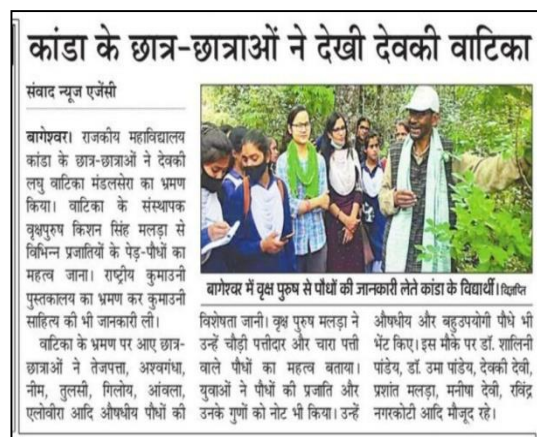 कांडा के छात्र-छात्राओं ने देखी देवकी वाटिका
संवाद न्यूज एजेंसी
बागेश्वर। राजकीय महाविद्यालय
कांडा के छात्र-छात्राओं ने देवकी
लघु वाटिका मंडलसेरा का भ्रमण
किया। वाटिका के संस्थापक
वृक्षपुरुष किशन सिंह मलड़ा से
विभिन्न प्रजातियों के पेड़-पौधों का
महत्व जाना। राष्ट्रीय कुमाउनी
पुस्तकालय का भ्रमण कर कुमाउनी
साहित्य की भी जानकारी ली।
वाटिका के भ्रमण पर आए छात्र-
छात्राओं ने तेजपत्ता, अश्वगंधा,
नीम, तुलसी, गिलोय, आंवला,
एलोवीरा आदि औषधीय पौधों की
बागेश्वर में वृक्ष पुरुष से पौधों की जानकारी लेते कांडा के विद्यार्थी। विज्ञप्ति
विशेषता जानी। वृक्ष पुरुष मलड़ा ने
उन्हें चौड़ी पत्तीदार और चारा पत्ती
वाले पौधों का महत्व बताया।
युवाओं ने पौधों की प्रजाति और
उनके गुणों को नोट भी किया। उन्हें
औषधीय और बहुउपयोगी पौधे भी
भेंट किए। इस मौके पर डॉ. शालिनी
पांडेय, डॉ. उमा पांडेय, देवकी देवी,
प्रशांत मलड़ा, मनीषा देवी, रविंद्र
नगरकोटी आदि मौजूद रहे।